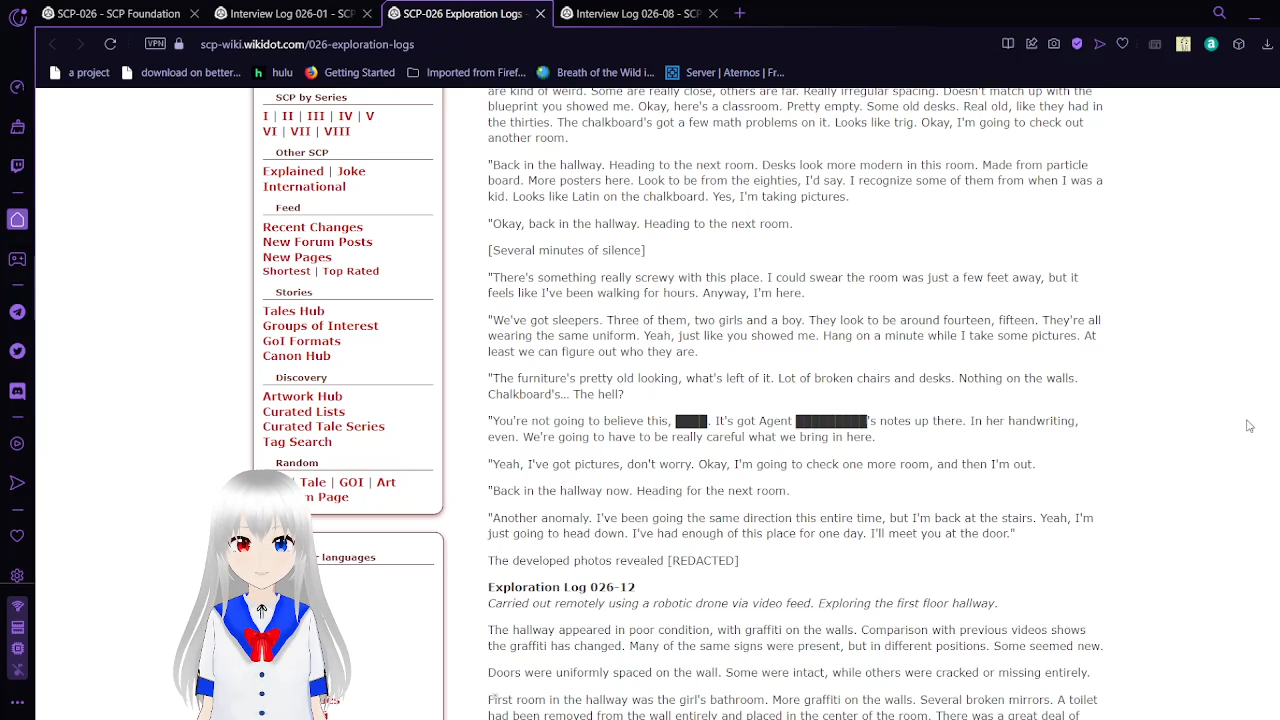 SCP-026 - SCP Foundation
Interview Log 026-01 - SCP
SCP-026 Exploration Logs -
Interview Log 026-08 - SCP
VPN
scp-wiki.wikidot.com/026-exploration-logs
a project
download on better...
hulu
Getting Started
Imported from Firef...
Breath of the Wild i...
Server | Aternos | Fr...
SCP by Series
I | II | III | IV | V
VI | VII | VIII
Other SCP
Explained | Joke
International
Feed
Recent Changes
New Forum Posts
New Pages
Shortest | Top Rated
Stories
Tales Hub
Groups of Interest
GoI Formats
Canon Hub
Discovery
Artwork Hub
Curated Lists
Curated Tale Series
Tag Search
Random
Tale | GOI | Art
Page
languages
are kind of weird. Some are really close, others are far. Really irregular spacing. Doesn't match up with the
blueprint you showed me. Okay, here's a classroom. Pretty empty. Some old desks. Real old, like they had in
the thirties. The chalkboard's got a few math problems on it. Looks like trig. Okay, I'm going to check out
another room.
"Back in the hallway. Heading to the next room. Desks look more modern in this room. Made from particle
board. More posters here. Look to be from the eighties, I'd say. I recognize some of them from when I was a
kid. Looks like Latin on the chalkboard. Yes, I'm taking pictures.
"Okay, back in the hallway. Heading to the next room.
[Several minutes of silence]
"There's something really screwy with this place. I could swear the room was just a few feet away, but it
feels like I've been walking for hours. Anyway, I'm here.
"We've got sleepers. Three of them, two girls and a boy. They look to be around fourteen, fifteen. They're all
wearing the same uniform. Yeah, just like you showed me. Hang on a minute while I take some pictures. At
least we can figure out who they are.
"The furniture's pretty old looking, what's left of it. Lot of broken chairs and desks. Nothing on the walls.
Chalkboard's... The hell?
"You're not going to believe this, ████. It's got Agent █████████'s notes up there. In her handwriting,
even. We're going to have to be really careful what we bring in here.
"Yeah, I've got pictures, don't worry. Okay, I'm going to check one more room, and then I'm out.
"Back in the hallway now. Heading for the next room.
"Another anomaly. I've been going the same direction this entire time, but I'm back at the stairs. Yeah, I'm
just going to head down. I've had enough of this place for one day. I'll meet you at the door."
The developed photos revealed [REDACTED]
Exploration Log 026-12
Carried out remotely using a robotic drone via video feed. Exploring the first floor hallway.
The hallway appeared in poor condition, with graffiti on the walls. Comparison with previous videos shows
the graffiti has changed. Many of the same signs were present, but in different positions. Some seemed new.
Doors were uniformly spaced on the wall. Some were intact, while others were cracked or missing entirely.
First room in the hallway was the girl's bathroom. More graffiti on the walls. Several broken mirrors. A toilet
had been removed from the wall entirely and placed in the center of the room. There was a great deal of